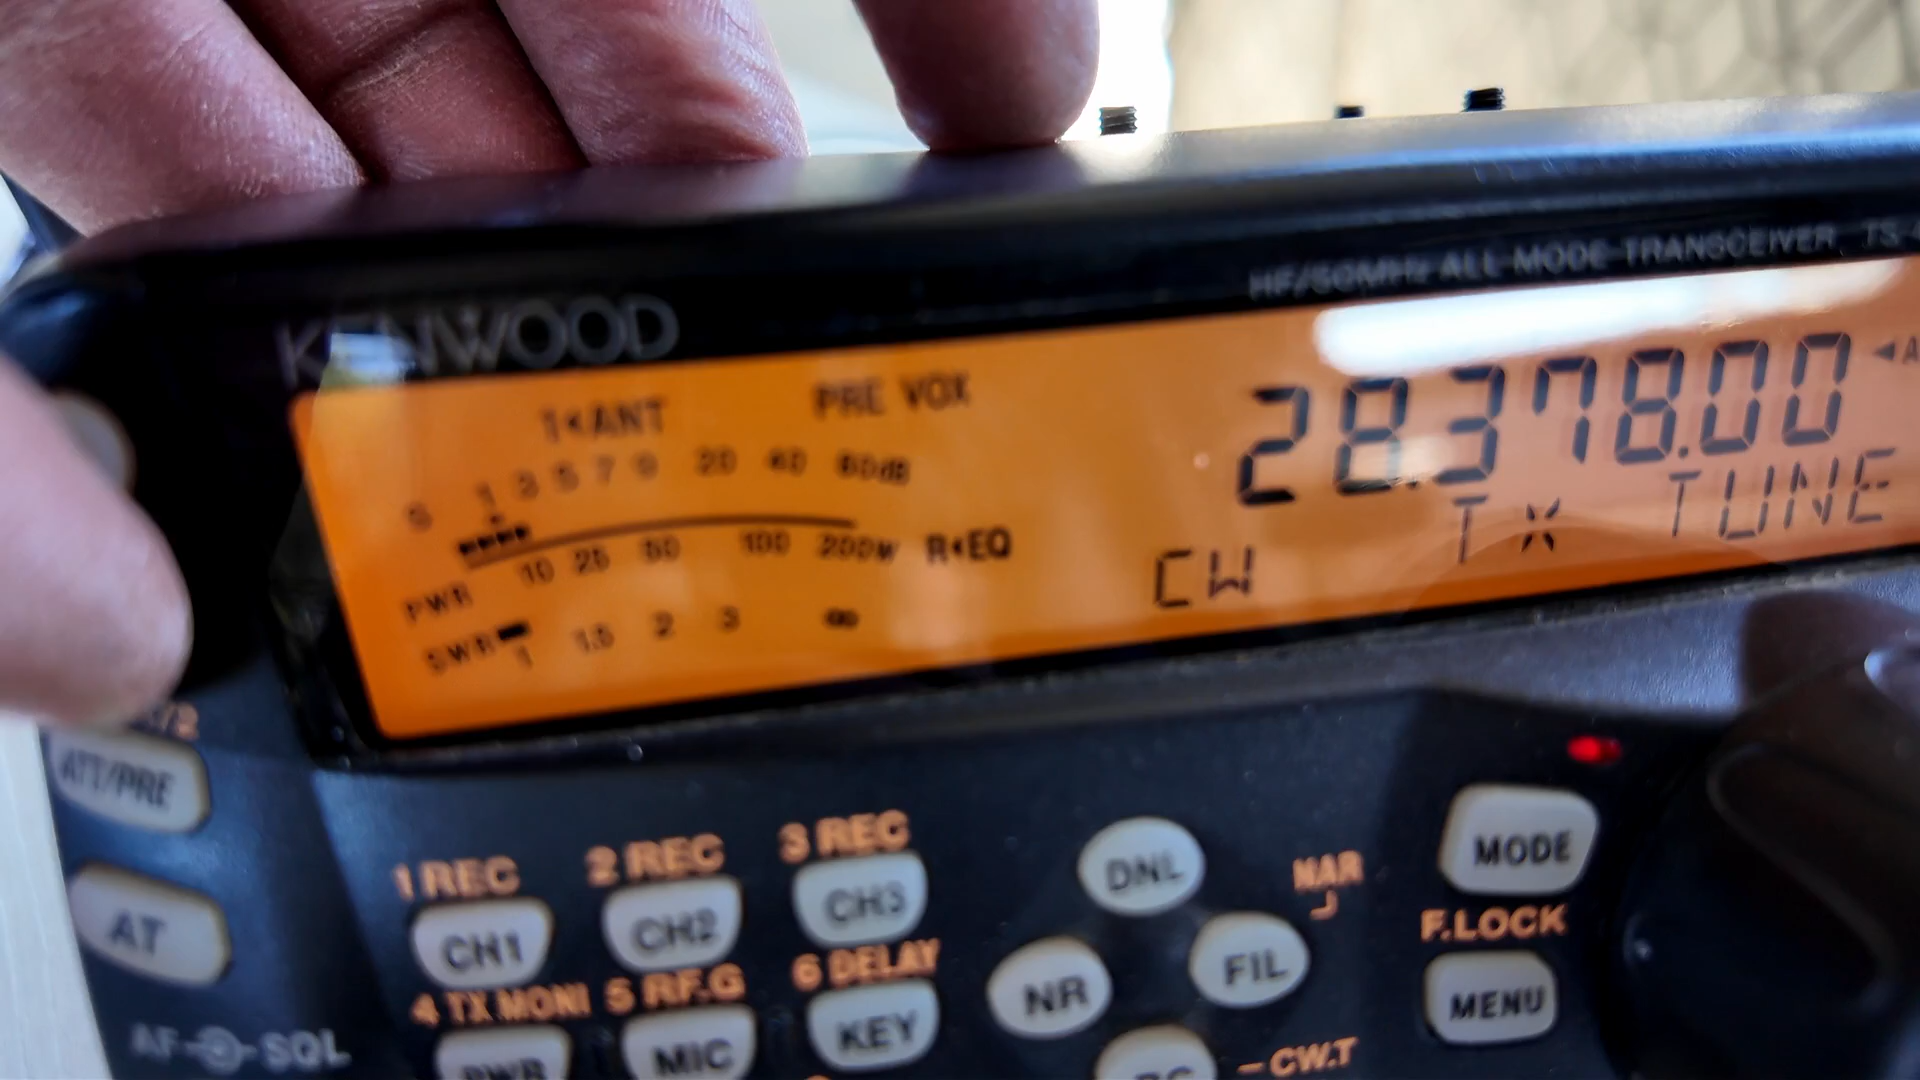 HF/50MHz ALL MODE TRANSCEIVER TS-
KENWOOD
1◂ANT PRE VOX
28.378.00 ◂A
S 1 3 5 7 9 20 40 60dB
TX TUNE
PWR 10 25 50 100 200W R◂EQ
CW
SWR 1 1.5 2 3 ∞
ATT/PRE
1 REC 2 REC 3 REC
DNL
MODE
NAR
AT
CH1 CH2 CH3
F.LOCK
FIL
4 TX MONI 5 RF.G 6 DELAY
NR
MENU
AF SQL
PWR MIC KEY
CW.T